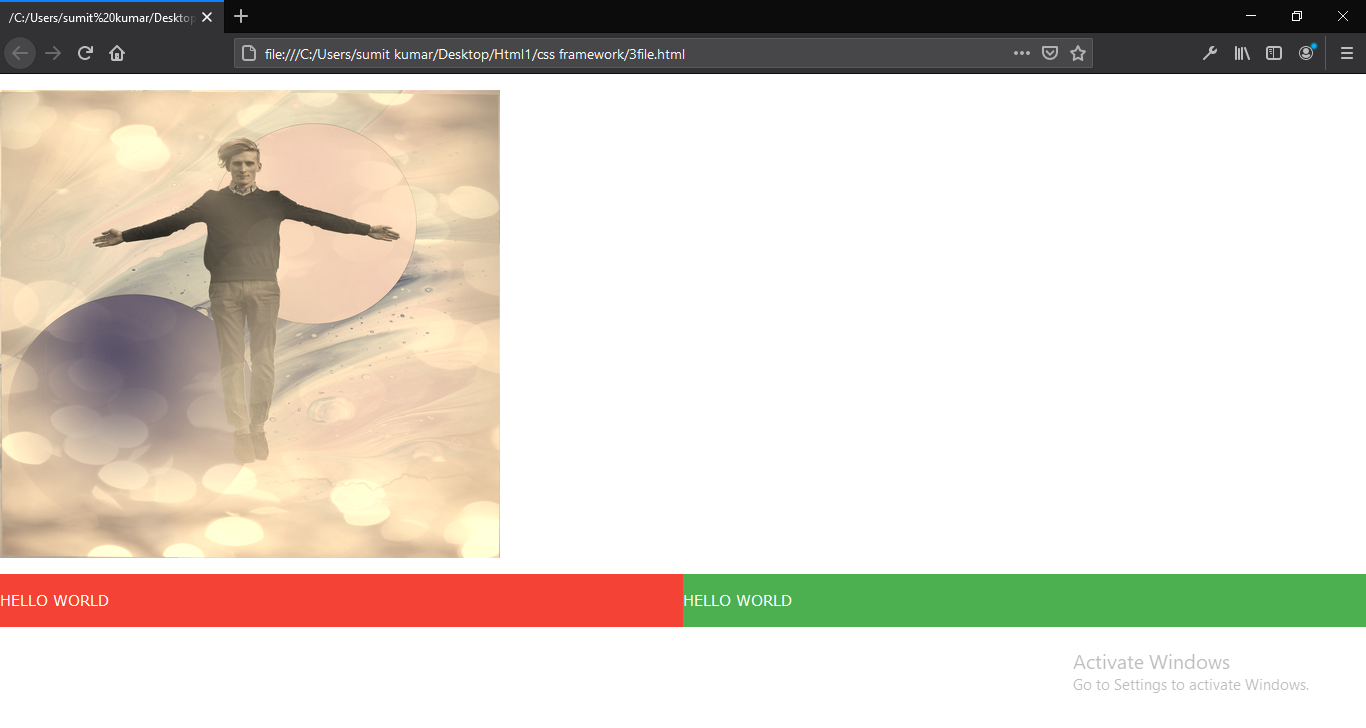 /C:/Users/sumit%20kumar/Desktop
file:///C:/Users/sumit kumar/Desktop/Html1/css framework/3file.html
HELLO WORLD
HELLO WORLD
Activate Windows
Go to Settings to activate Windows.